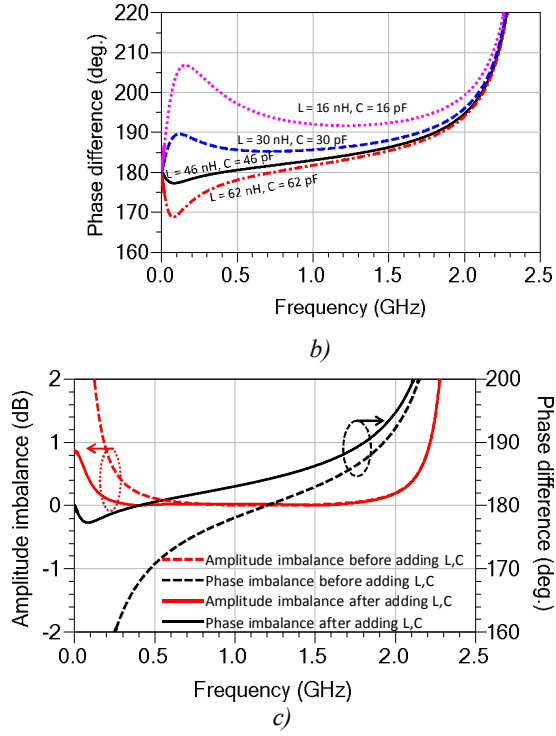 220
210
200
190
180
170
160
Phase difference (deg.)
L = 16 nH, C = 16 pF
L = 30 nH, C = 30 pF
L = 46 nH, C = 46 pF
L = 62 nH, C = 62 pF
0.0 0.5 1.0 1.5 2.0 2.5
Frequency (GHz)
b)
2
1
0
-1
-2
Amplitude imbalance (dB)
200
190
180
170
160
Phase difference (deg.)
Amplitude imbalance before adding L,C
Phase imbalance before adding L,C
Amplitude imbalance after adding L,C
Phase imbalance after adding L,C
0.0 0.5 1.0 1.5 2.0 2.5
Frequency (GHz)
c)